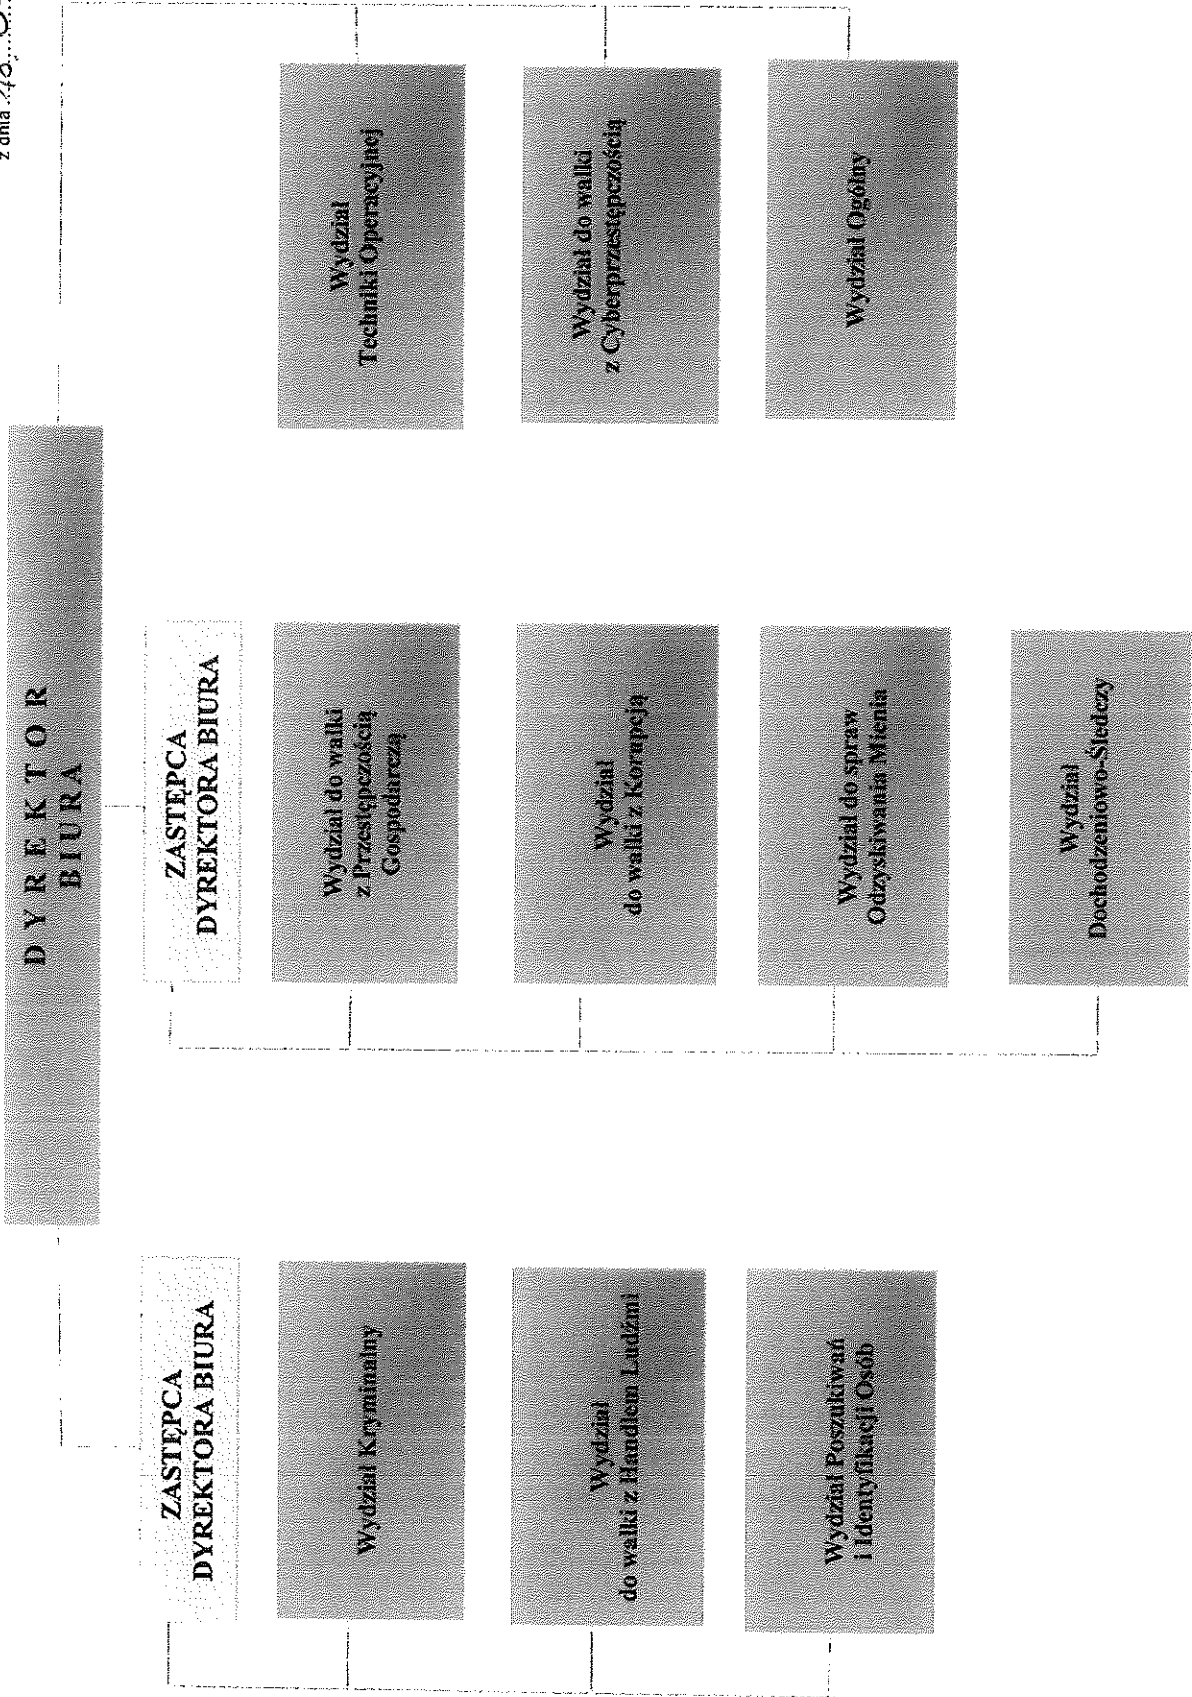 z dnia
DYREKTOR
BIURA
ZASTĘPCA
DYREKTORA BIURA
Wydział Kryminalny
Wydział
do walki z Handlem Ludźmi
Wydział Poszukiwań
i Identyfikacji Osób
ZASTĘPCA
DYREKTORA BIURA
Wydział do walki
z Przestępczością
Gospodarczą
Wydział
do walki z Korupcją
Wydział do spraw
Odzyskiwania Mienia
Wydział
Dochodzeniowo-Śledczy
Wydział
Techniki Operacyjnej
Wydział do walki
z Cyberprzestępczością
Wydział Ogólny